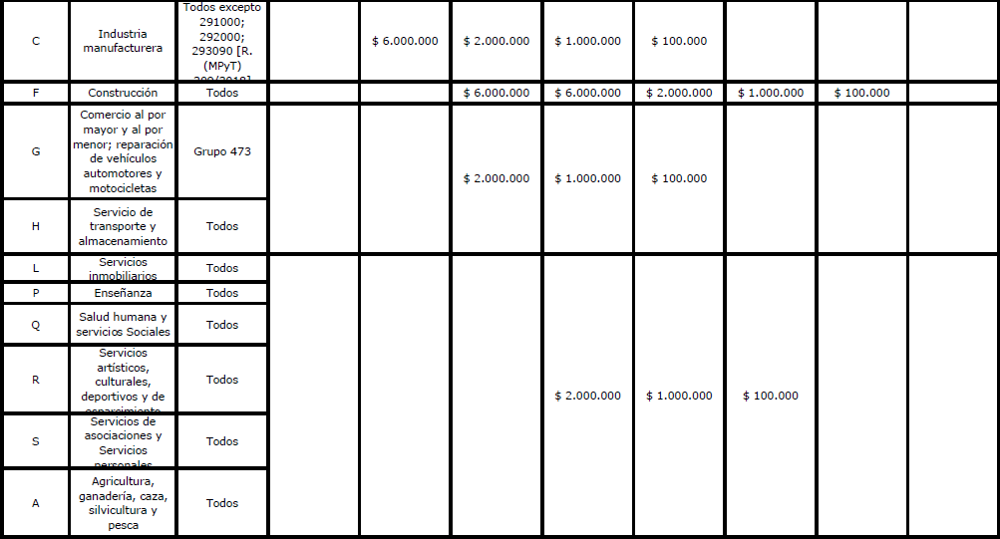 Todos excepto
291000;
292000;
293090 [R.
(MPyT)
C
Industria
manufacturera
$ 6.000.000
$ 2.000.000
$ 1.000.000
$ 100.000
F
Construcción
Todos
$ 6.000.000
$ 6.000.000
$ 2.000.000
$ 1.000.000
$ 100.000
G
Comercio al por
mayor y al por
menor; reparación
de vehículos
automotores y
motocicletas
Grupo 473
$ 2.000.000
$ 1.000.000
$ 100.000
H
Servicio de
transporte y
almacenamiento
Todos
L
Servicios
inmobiliarios
Todos
P
Enseñanza
Todos
Q
Salud humana y
servicios Sociales
Todos
R
Servicios
artísticos,
culturales,
deportivos y de
esparcimiento
Todos
$ 2.000.000
$ 1.000.000
$ 100.000
S
Servicios de
asociaciones y
Servicios
personales
Todos
A
Agricultura,
ganadería, caza,
silvicultura y
pesca
Todos